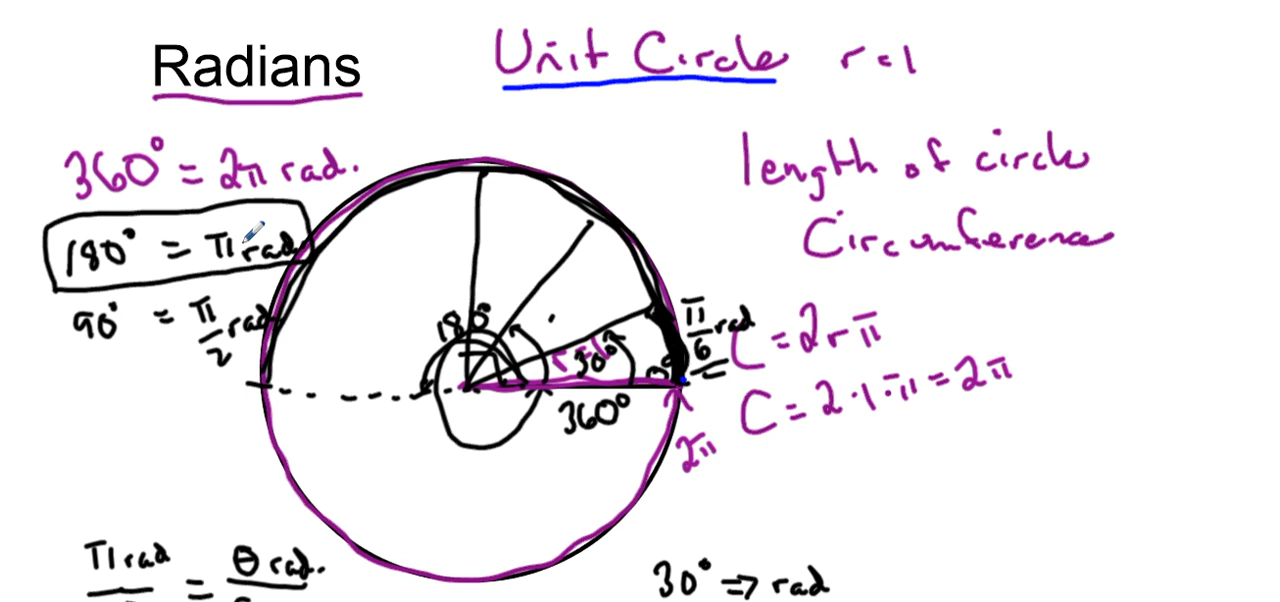 Radians
Unit Circle r=1
360° = 2π rad.
180° = π rad
90° = π/2 rad
length of circle
Circumference
180°
30°
π/6 rad
0°
360°
2π
C = 2rπ
C = 2·1·π = 2π
π rad = θ rad.
30° => rad